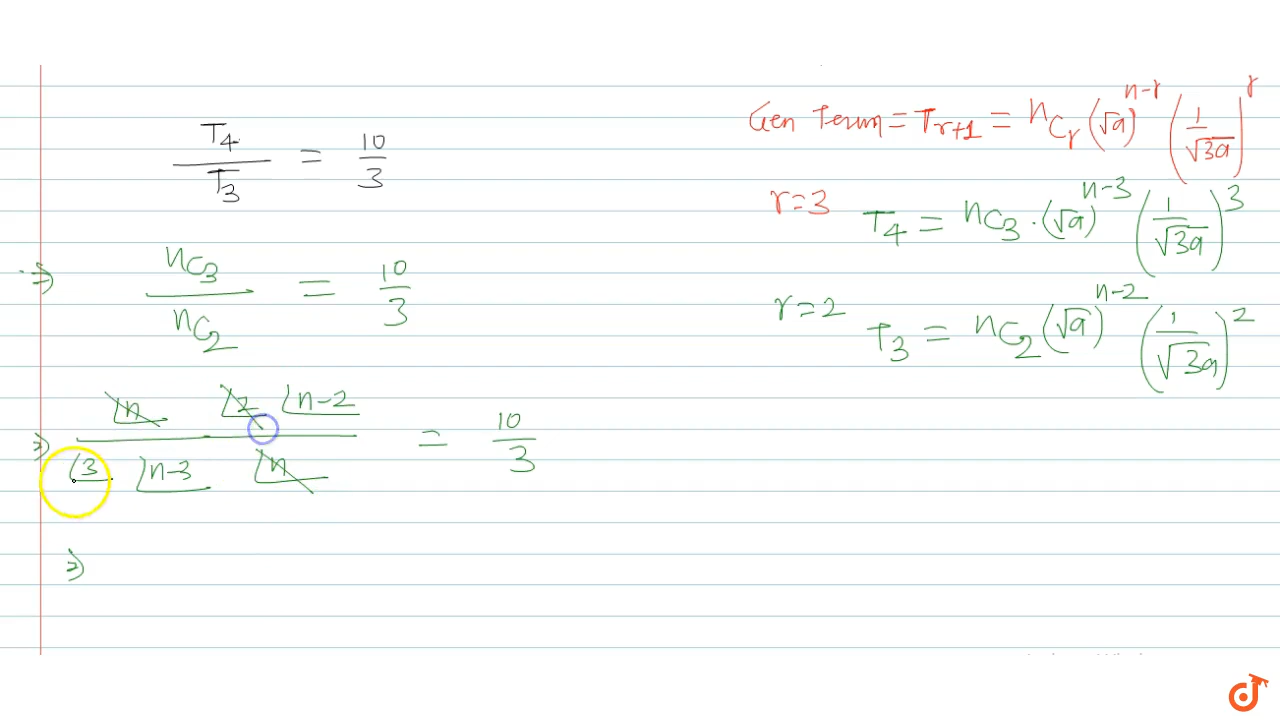 T₄/T₃ = 10/3
⇒ nC₃/nC₂ = 10/3
⇒ (⌊n ⌊2 ⌊n-2)/(⌊3 ⌊n-3 ⌊n) = 10/3
⇒
Gen Term = Tᵣ₊₁ = nCᵣ (√a)ⁿ⁻ʳ (1/√3a)ʳ
r=3 T₄ = nC₃ · (√a)ⁿ⁻³ (1/√3a)³
r=2 T₃ = nC₂ (√a)ⁿ⁻² (1/√3a)²